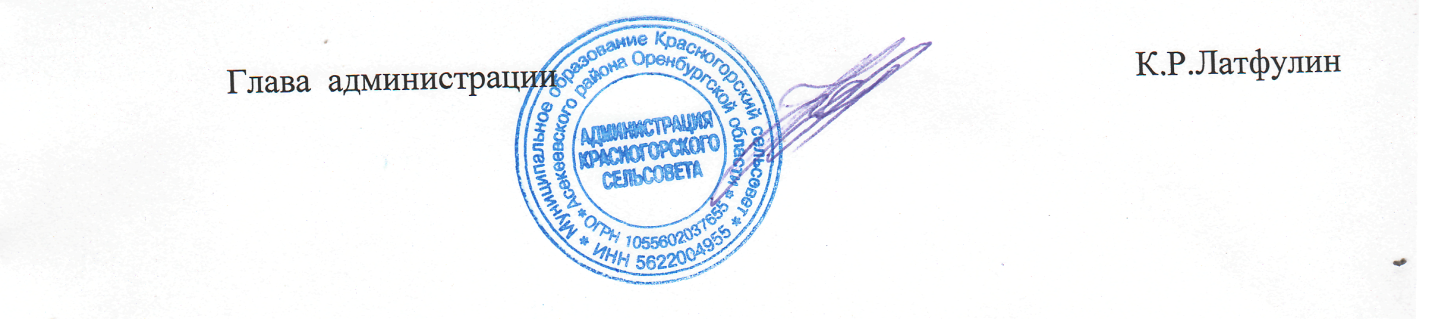 Глава администрации К.Р.Латфулин
* Муниципальное образование Красногорский сельсовет * ИНН 5622004955
* Асекеевского района Оренбургской области * ОГРН 1055602037655
АДМИНИСТРАЦИЯ
КРАСНОГОРСКОГО
СЕЛЬСОВЕТА